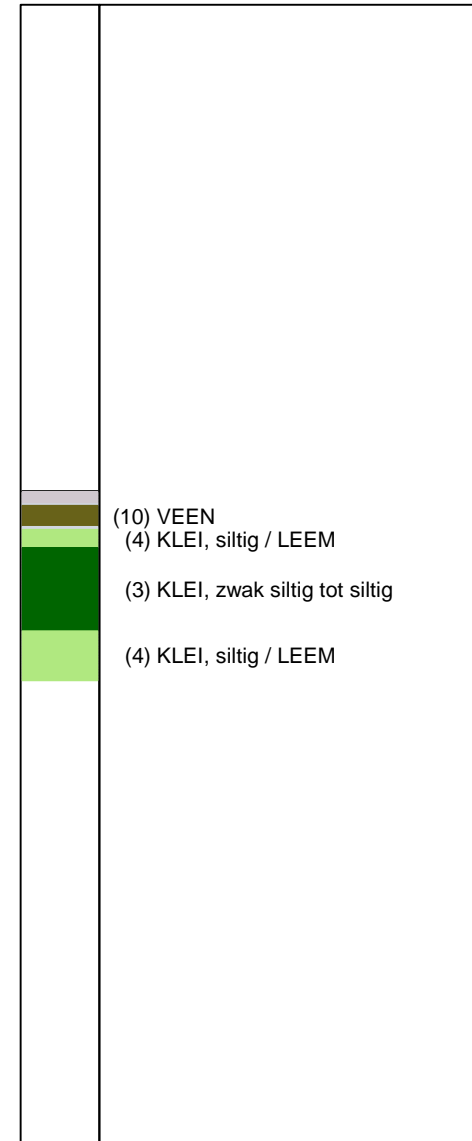 (10) VEEN
(4) KLEI, siltig / LEEM
(3) KLEI, zwak siltig tot siltig
(4) KLEI, siltig / LEEM